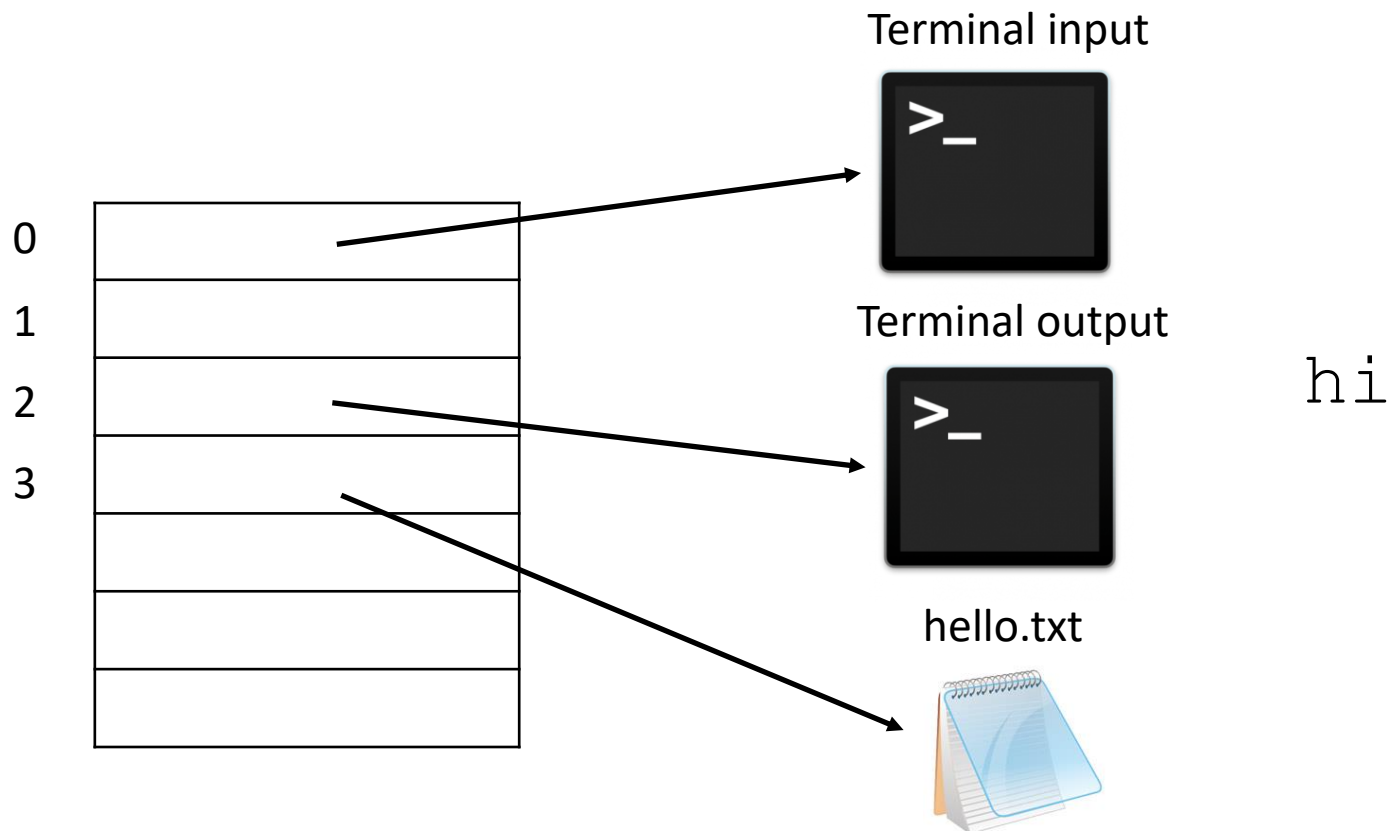 Terminal input
>_
0
1
Terminal output
hi
2
>_
3
hello.txt